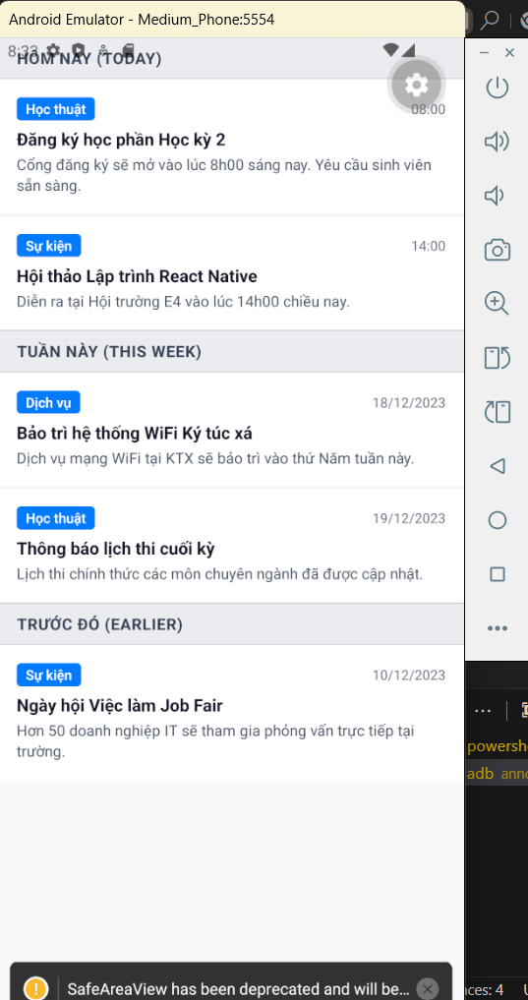 Android Emulator - Medium_Phone:5554
8:33
HÔM NAY (TODAY)
Học thuật
08:00
Đăng ký học phần Học kỳ 2
Cổng đăng ký sẽ mở vào lúc 8h00 sáng nay. Yêu cầu sinh viên
sẵn sàng.
Sự kiện
14:00
Hội thảo Lập trình React Native
Diễn ra tại Hội trường E4 vào lúc 14h00 chiều nay.
TUẦN NÀY (THIS WEEK)
Dịch vụ
18/12/2023
Bảo trì hệ thống WiFi Ký túc xá
Dịch vụ mạng WiFi tại KTX sẽ bảo trì vào thứ Năm tuần này.
Học thuật
19/12/2023
Thông báo lịch thi cuối kỳ
Lịch thi chính thức các môn chuyên ngành đã được cập nhật.
TRƯỚC ĐÓ (EARLIER)
Sự kiện
10/12/2023
Ngày hội Việc làm Job Fair
Hơn 50 doanh nghiệp IT sẽ tham gia phỏng vấn trực tiếp tại
trường.
powersh
adb anno
SafeAreaView has been deprecated and will be...
ces: 4